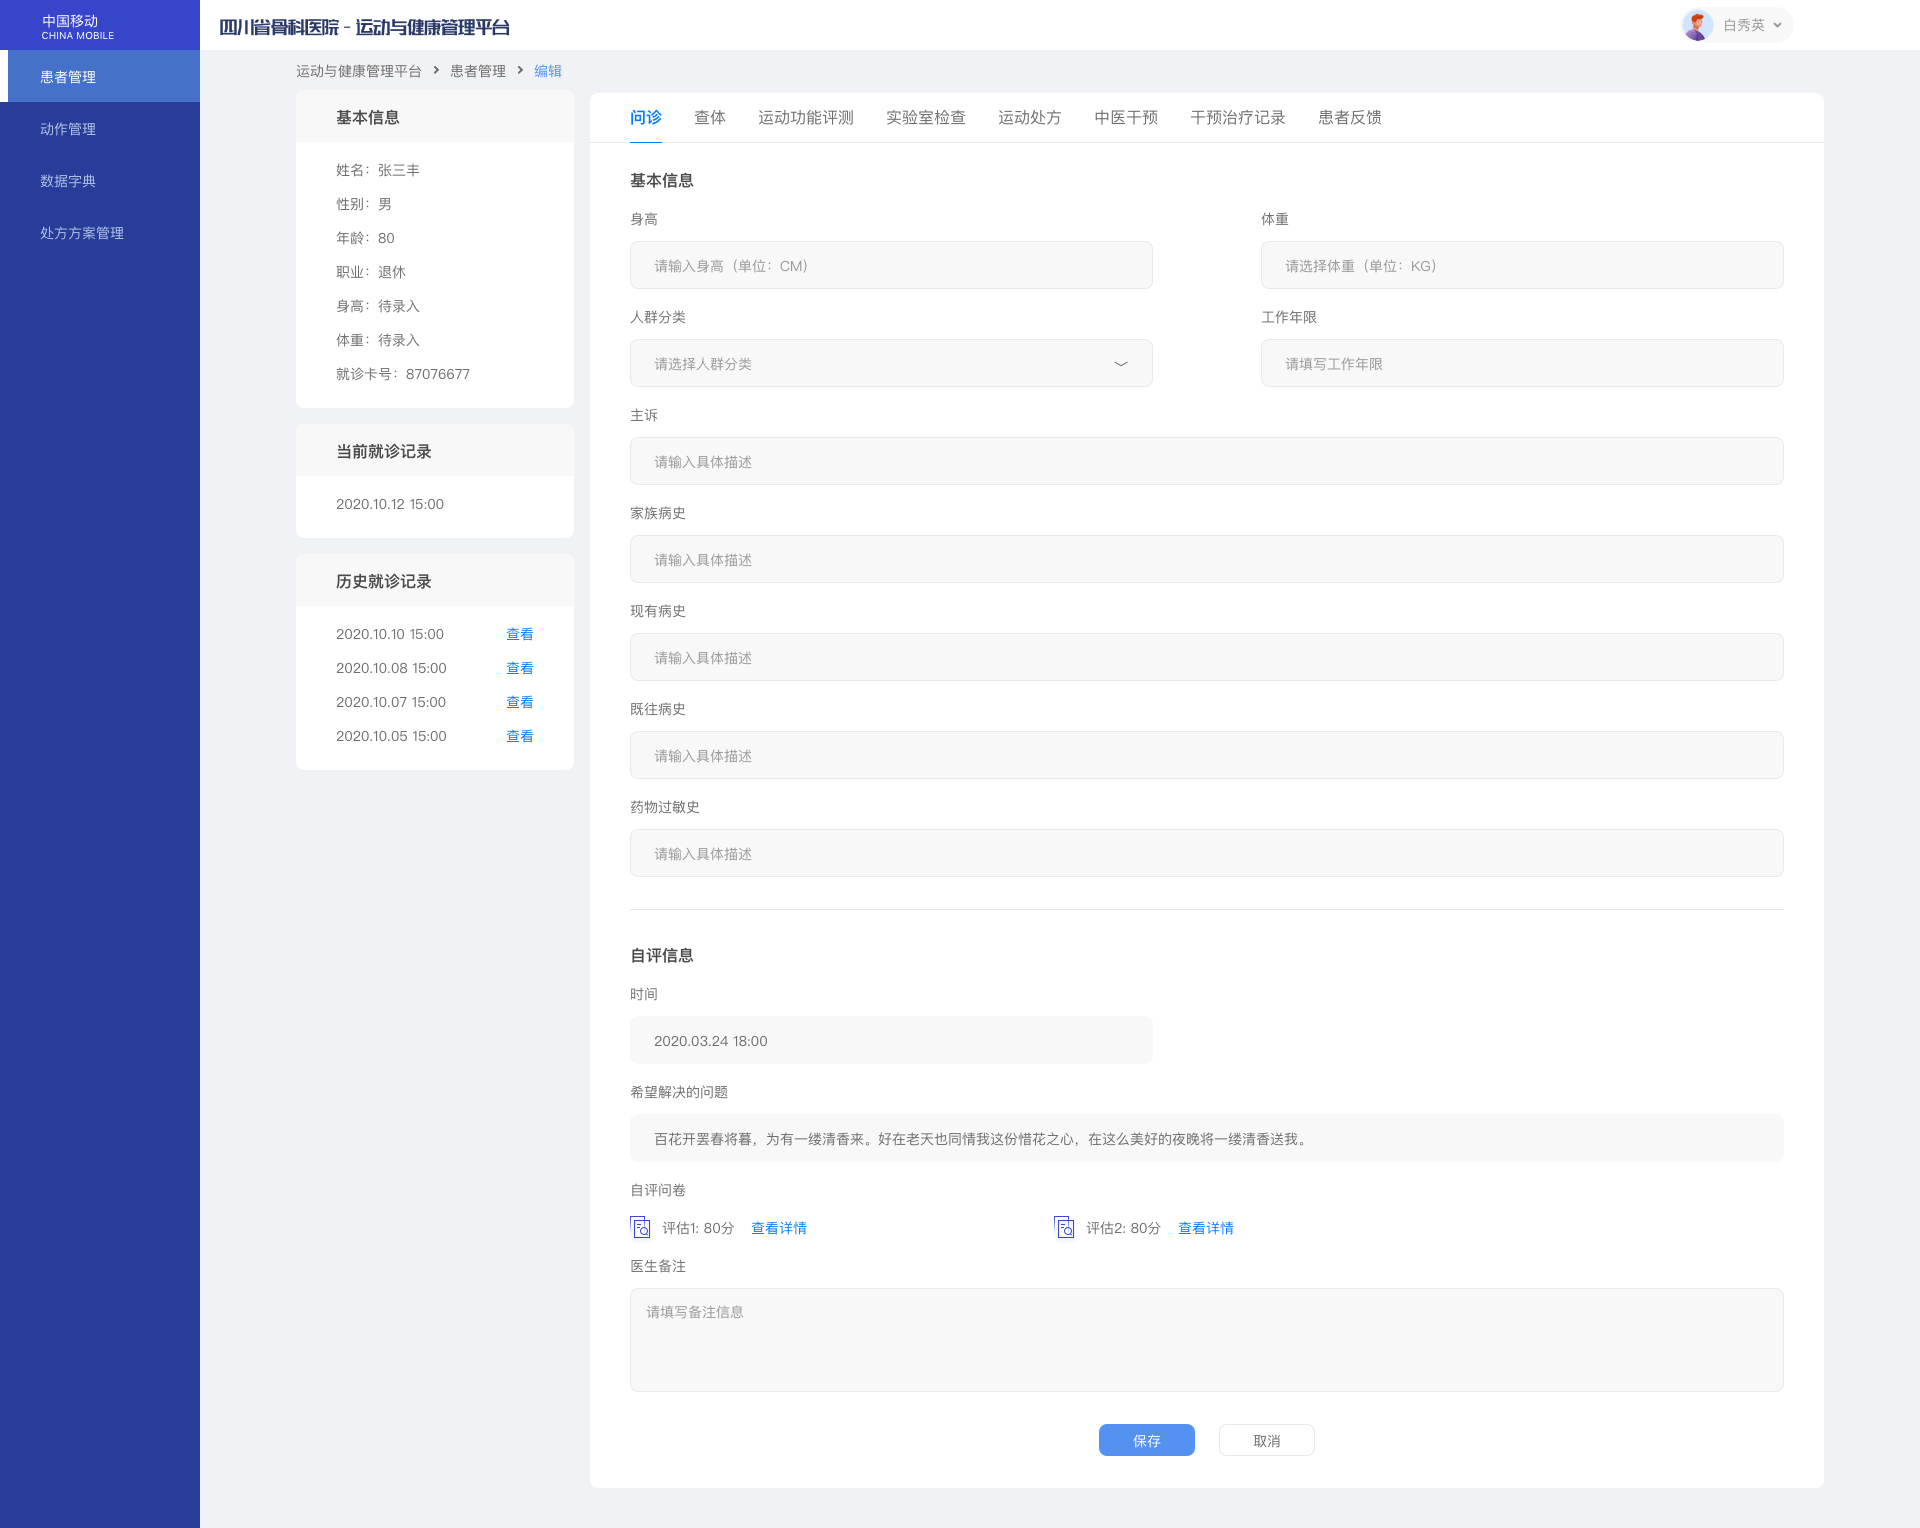 中国移动
CHINA MOBILE
四川省骨科医院 - 运动与健康管理平台
白秀英
患者管理
动作管理
数据字典
处方方案管理
运动与健康管理平台 > 患者管理 > 编辑
基本信息
姓名：张三丰
性别：男
年龄：80
职业：退休
身高：待录入
体重：待录入
就诊卡号：87076677
当前就诊记录
2020.10.12 15:00
历史就诊记录
2020.10.10 15:00 查看
2020.10.08 15:00 查看
2020.10.07 15:00 查看
2020.10.05 15:00 查看
问诊 查体 运动功能评测 实验室检查 运动处方 中医干预 干预治疗记录 患者反馈
基本信息
身高 体重
请输入身高（单位：CM） 请选择体重（单位：KG）
人群分类 工作年限
请选择人群分类 请填写工作年限
主诉
请输入具体描述
家族病史
请输入具体描述
现有病史
请输入具体描述
既往病史
请输入具体描述
药物过敏史
请输入具体描述
自评信息
时间
2020.03.24 18:00
希望解决的问题
百花开罢春将暮，为有一缕清香来。好在老天也同情我这份惜花之心，在这么美好的夜晚将一缕清香送我。
自评问卷
评估1: 80分 查看详情 评估2: 80分 查看详情
医生备注
请填写备注信息
保存 取消